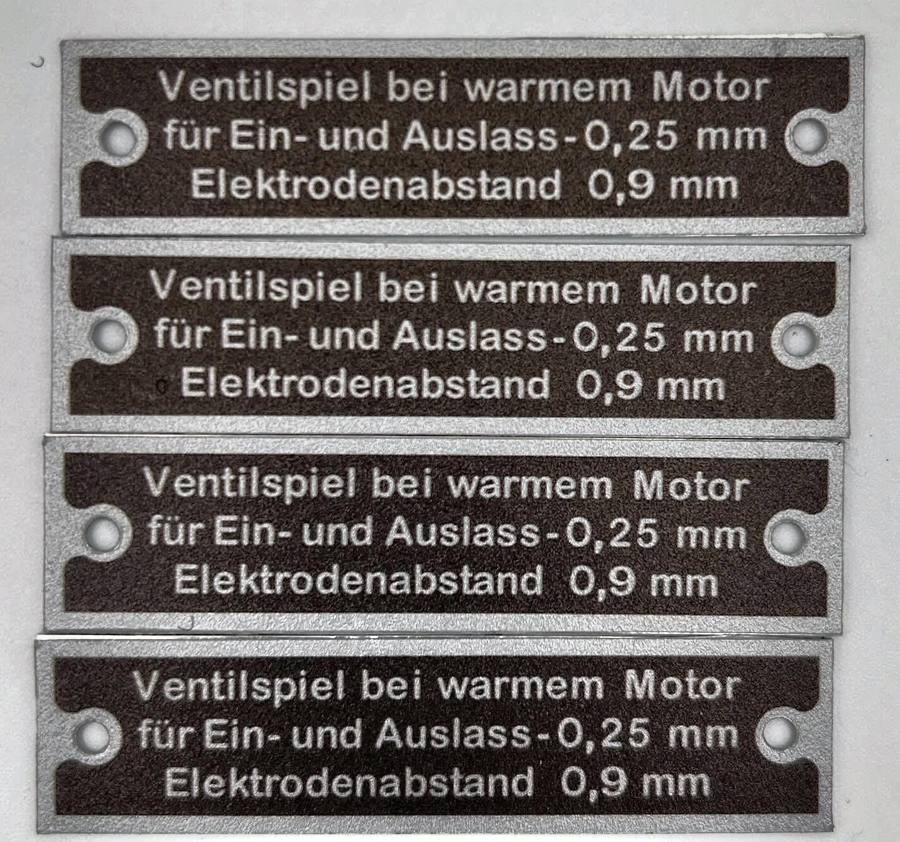 Ventilspiel bei warmem Motor
für Ein- und Auslass-0,25 mm
Elektrodenabstand 0,9 mm
Ventilspiel bei warmem Motor
für Ein- und Auslass-0,25 mm
Elektrodenabstand 0,9 mm
Ventilspiel bei warmem Motor
für Ein- und Auslass-0,25 mm
Elektrodenabstand 0,9 mm
Ventilspiel bei warmem Motor
für Ein- und Auslass-0,25 mm
Elektrodenabstand 0,9 mm